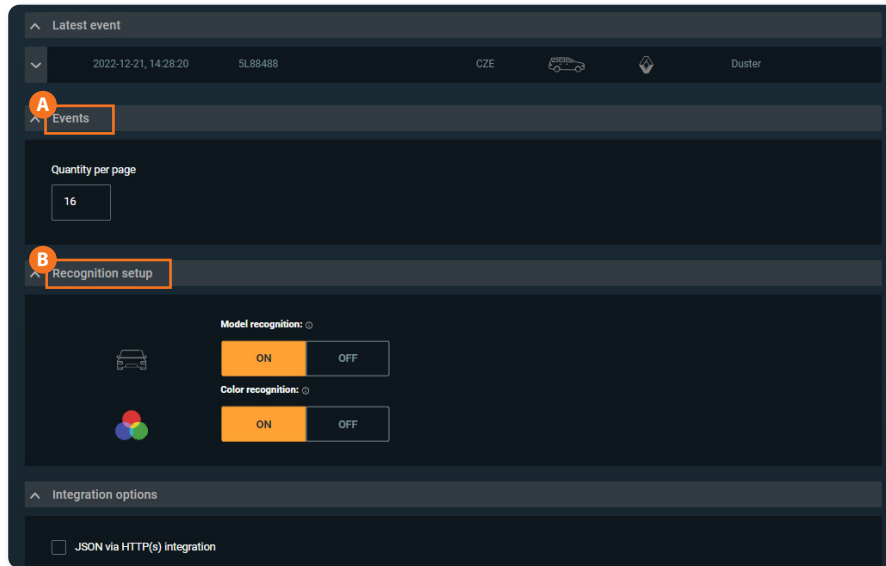 Latest event
2022-12-21, 14:28:20 5L88488 CZE Duster
A
Events
Quantity per page
16
B
Recognition setup
Model recognition:
ON OFF
Color recognition:
ON OFF
Integration options
JSON via HTTP(s) integration